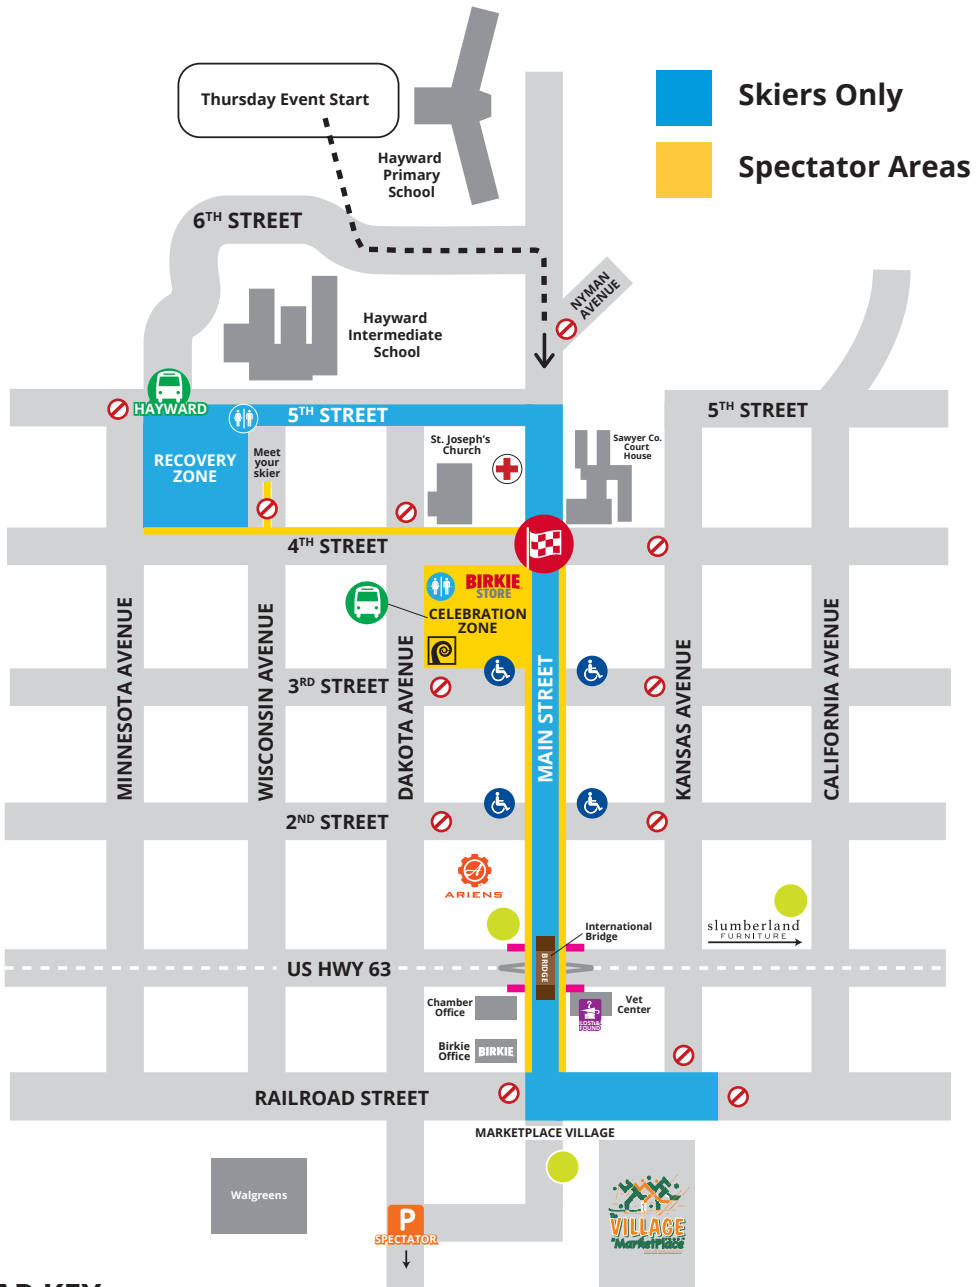 Thursday Event Start
Skiers Only
Spectator Areas
Hayward
Primary
School
6TH STREET
NYMAN
AVENUE
Hayward
Intermediate
School
HAYWARD
5TH STREET
5TH STREET
RECOVERY
ZONE
Meet
your
skier
St. Joseph's
Church
Sawyer Co.
Court
House
4TH STREET
BIRKIE
STORE
CELEBRATION
ZONE
MINNESOTA AVENUE
WISCONSIN AVENUE
DAKOTA AVENUE
MAIN STREET
KANSAS AVENUE
CALIFORNIA AVENUE
3RD STREET
2ND STREET
ARIENS
International
Bridge
BRIDGE
slumberland
FURNITURE
US HWY 63
Chamber
Office
Vet
Center
?
LOST &
FOUND
Birkie
Office
BIRKIE
RAILROAD STREET
MARKETPLACE VILLAGE
Walgreens
P
SPECTATOR
The
VILLAGE
MarketPlace